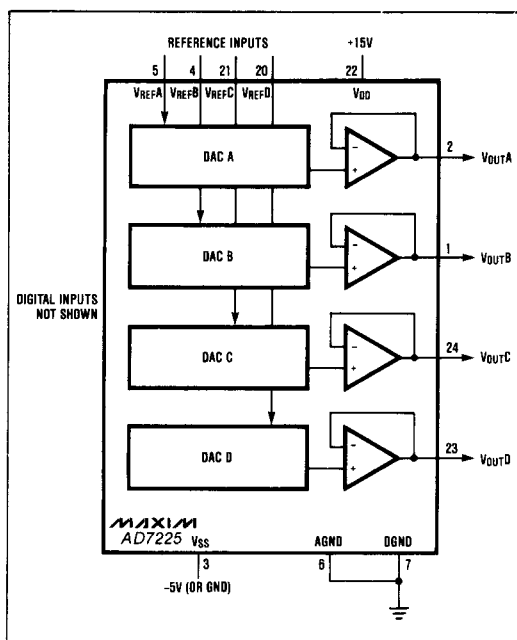 REFERENCE INPUTS
+15V
5 4 21 20 22
VREFA VREFB VREFC VREFD VDD
DAC A
- 
+
2
VOUTA
DAC B
-
+
1
VOUTB
DIGITAL INPUTS
NOT SHOWN
DAC C
-
+
24
VOUTC
DAC D
-
+
23
VOUTD
MAXIM
AD7225
VSS AGND DGND
3 6 7
-5V (OR GND)